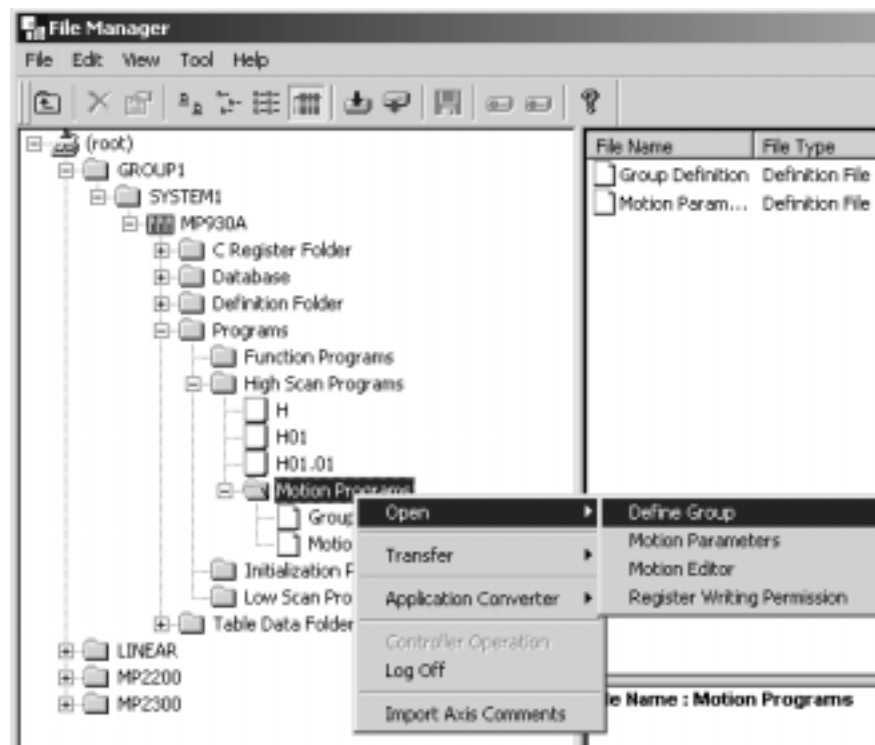 File Manager
File Edit View Tool Help
(root)
GROUP1
SYSTEM1
MP930A
C Register Folder
Database
Definition Folder
Programs
Function Programs
High Scan Programs
H
H01
H01.01
Motion Programs
Group
Motio
Initialization P
Low Scan Pro
Table Data Folder
LINEAR
MP2200
MP2300
File Name File Type
Group Definition Definition File
Motion Param... Definition File
Open
Transfer
Application Converter
Controller Operation
Log Off
Import Axis Comments
Define Group
Motion Parameters
Motion Editor
Register Writing Permission
le Name : Motion Programs